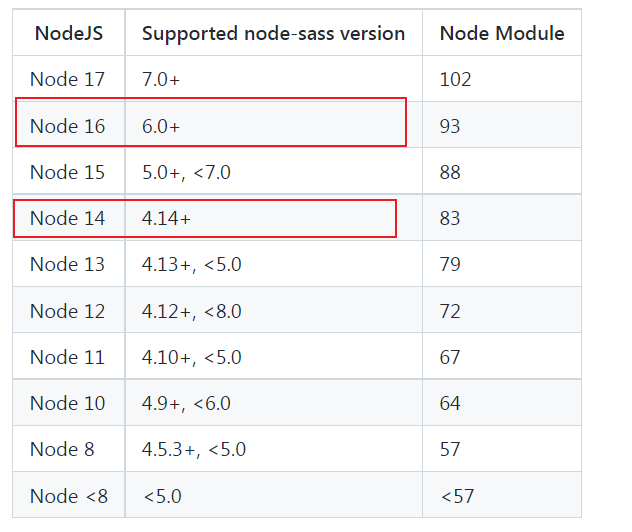 NodeJS Supported node-sass version Node Module
Node 17 7.0+ 102
Node 16 6.0+ 93
Node 15 5.0+, <7.0 88
Node 14 4.14+ 83
Node 13 4.13+, <5.0 79
Node 12 4.12+, <8.0 72
Node 11 4.10+, <5.0 67
Node 10 4.9+, <6.0 64
Node 8 4.5.3+, <5.0 57
Node <8 <5.0 <57